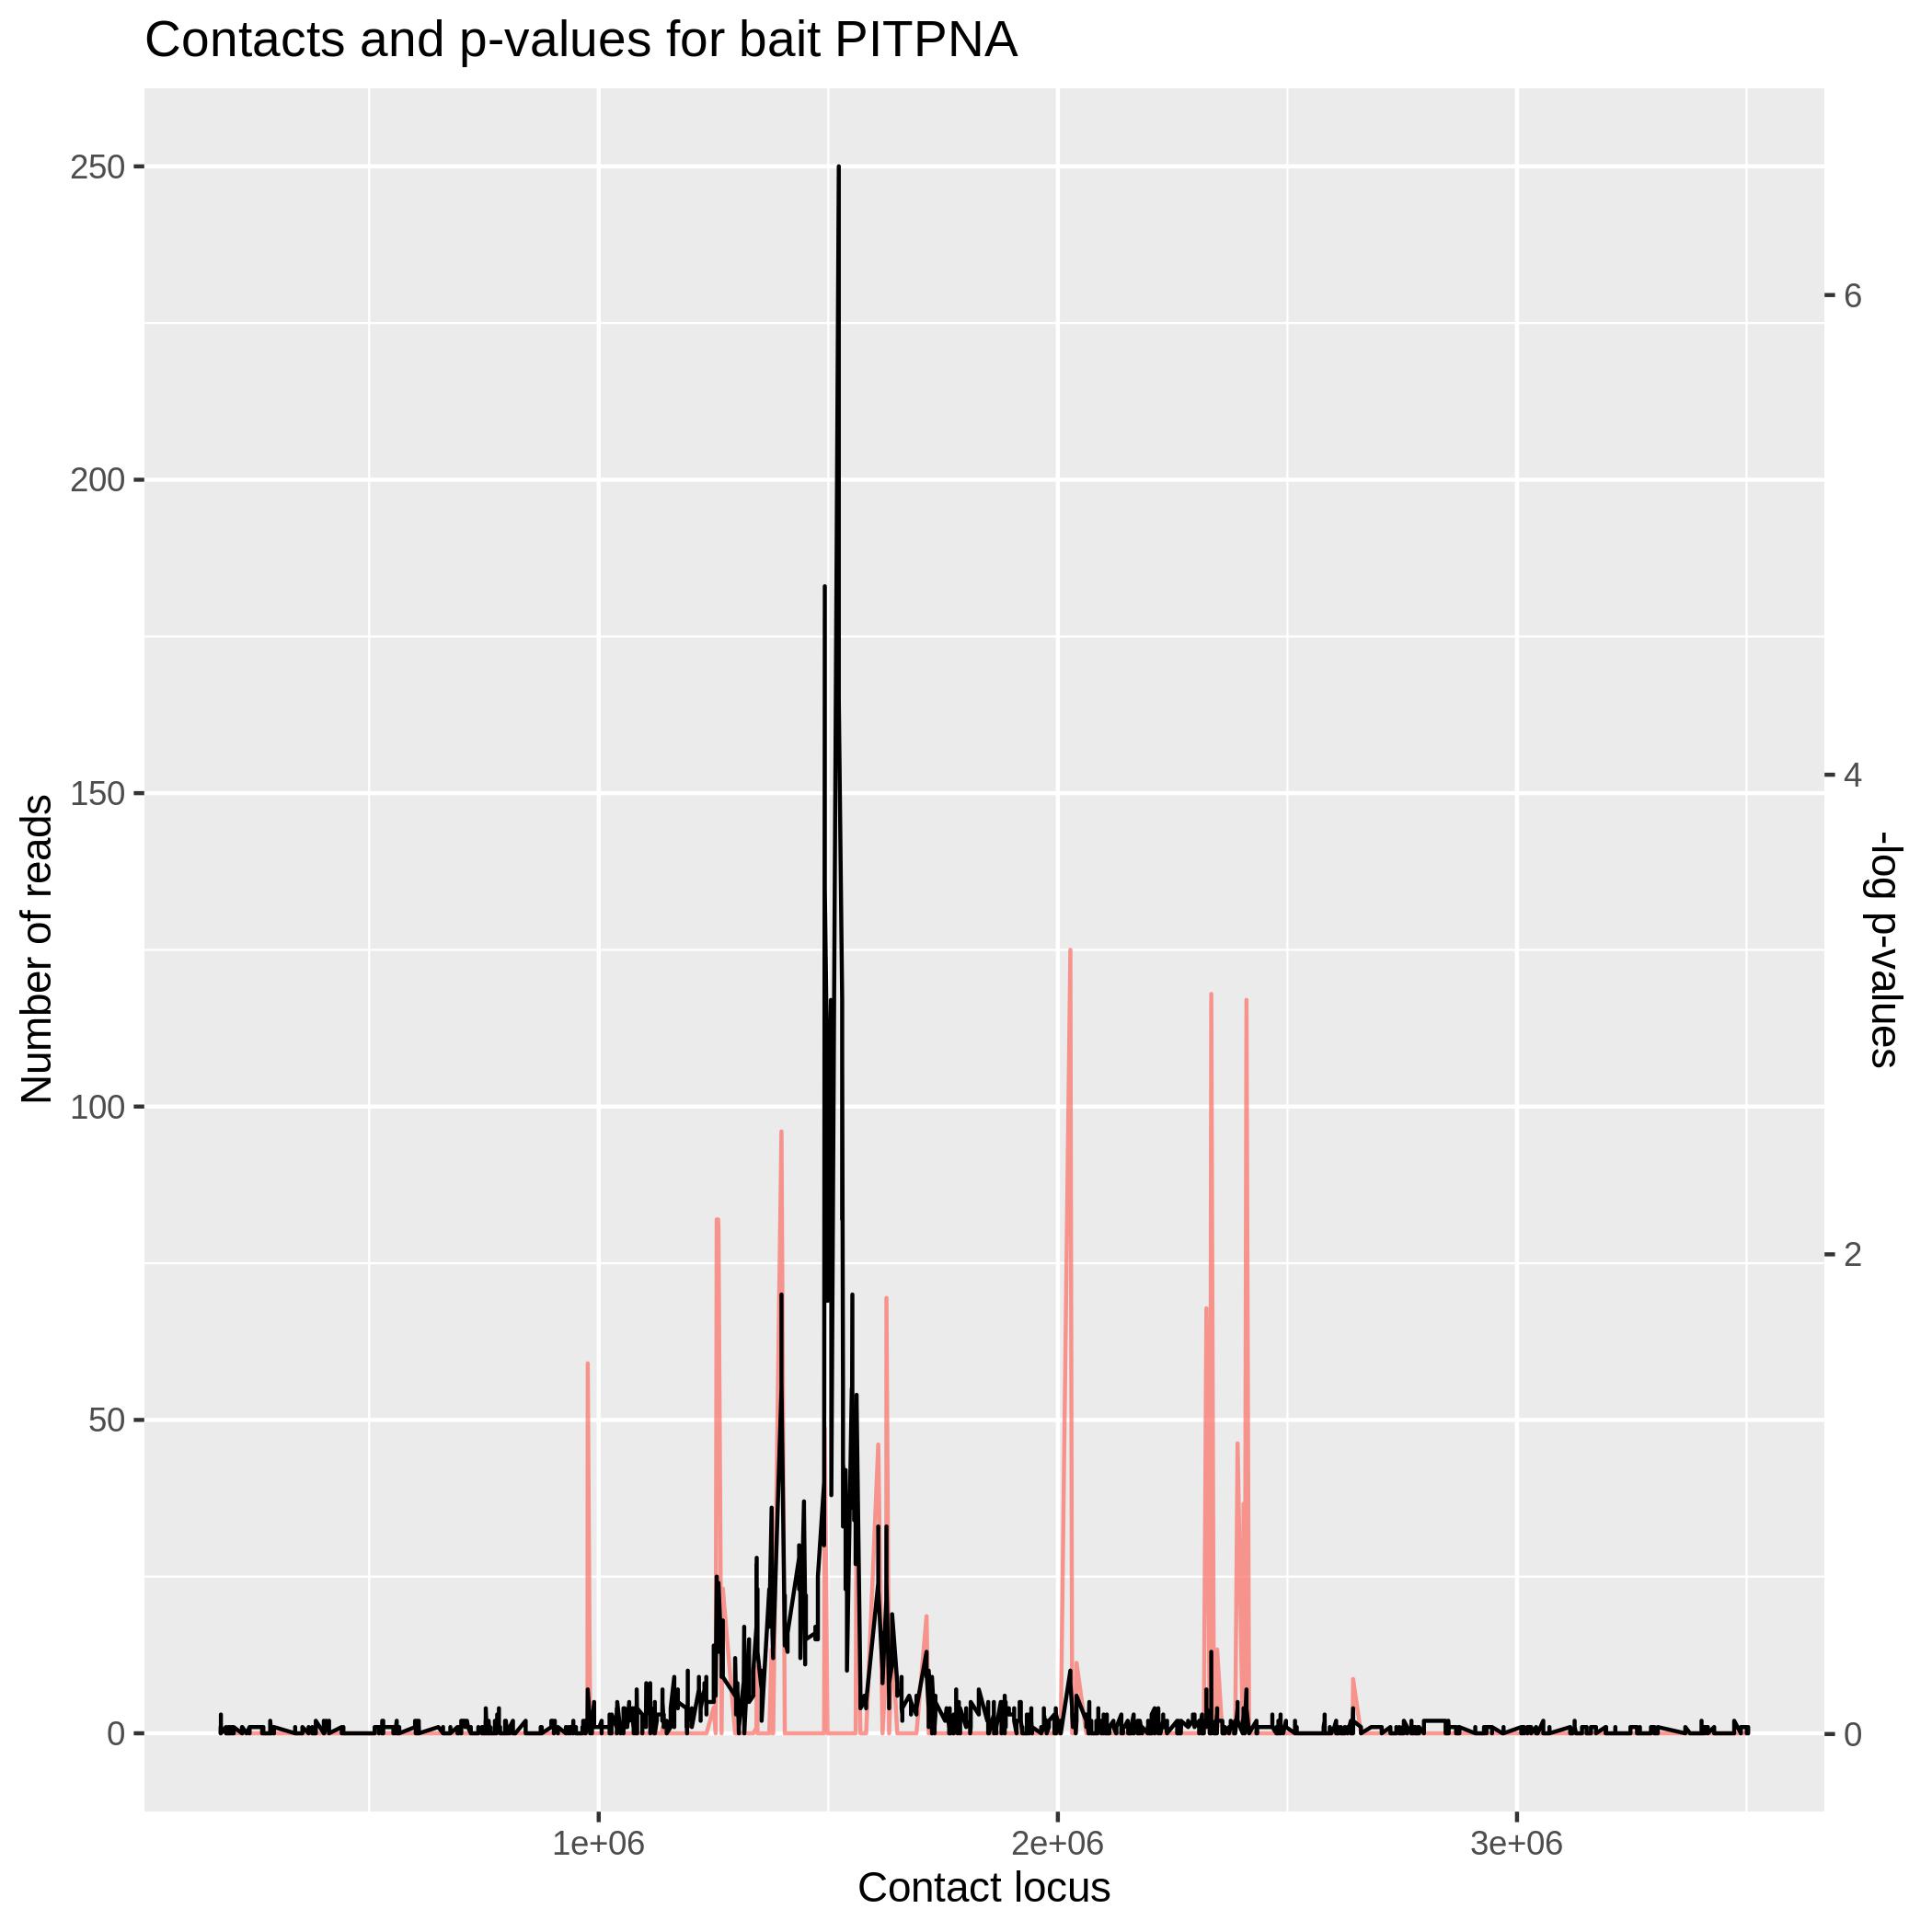 Contacts and p-values for bait PITPNA
250
200
150
100
50
0
Number of reads
6
4
2
0
-log p-values
1e+06
2e+06
3e+06
Contact locus